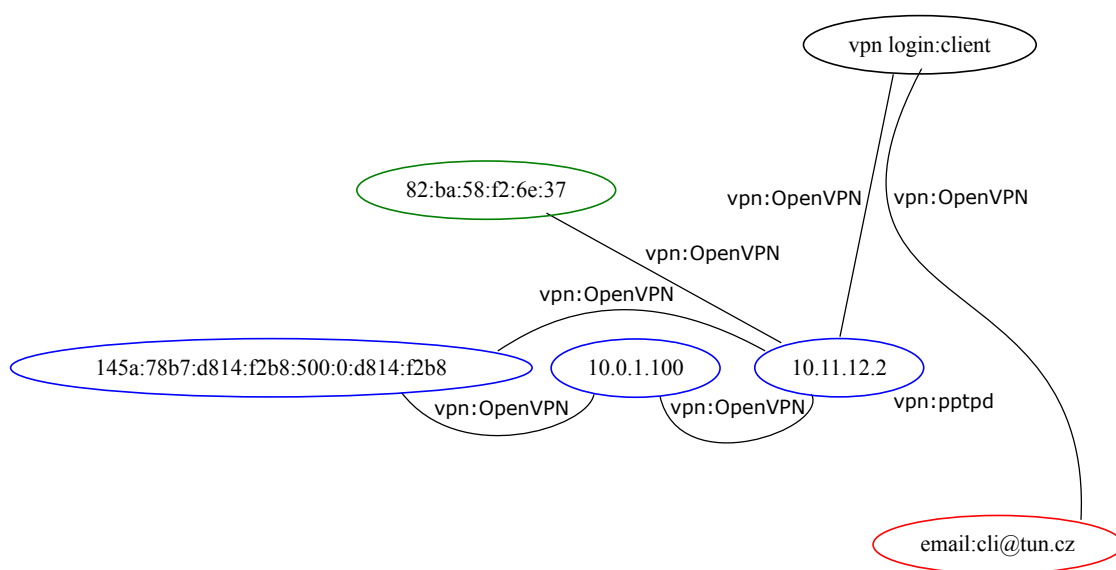 vpn login:client
82:ba:58:f2:6e:37
vpn:OpenVPN
vpn:OpenVPN
vpn:OpenVPN
vpn:OpenVPN
145a:78b7:d814:f2b8:500:0:d814:f2b8
10.0.1.100
10.11.12.2
vpn:OpenVPN
vpn:OpenVPN
vpn:pptpd
email:cli@tun.cz